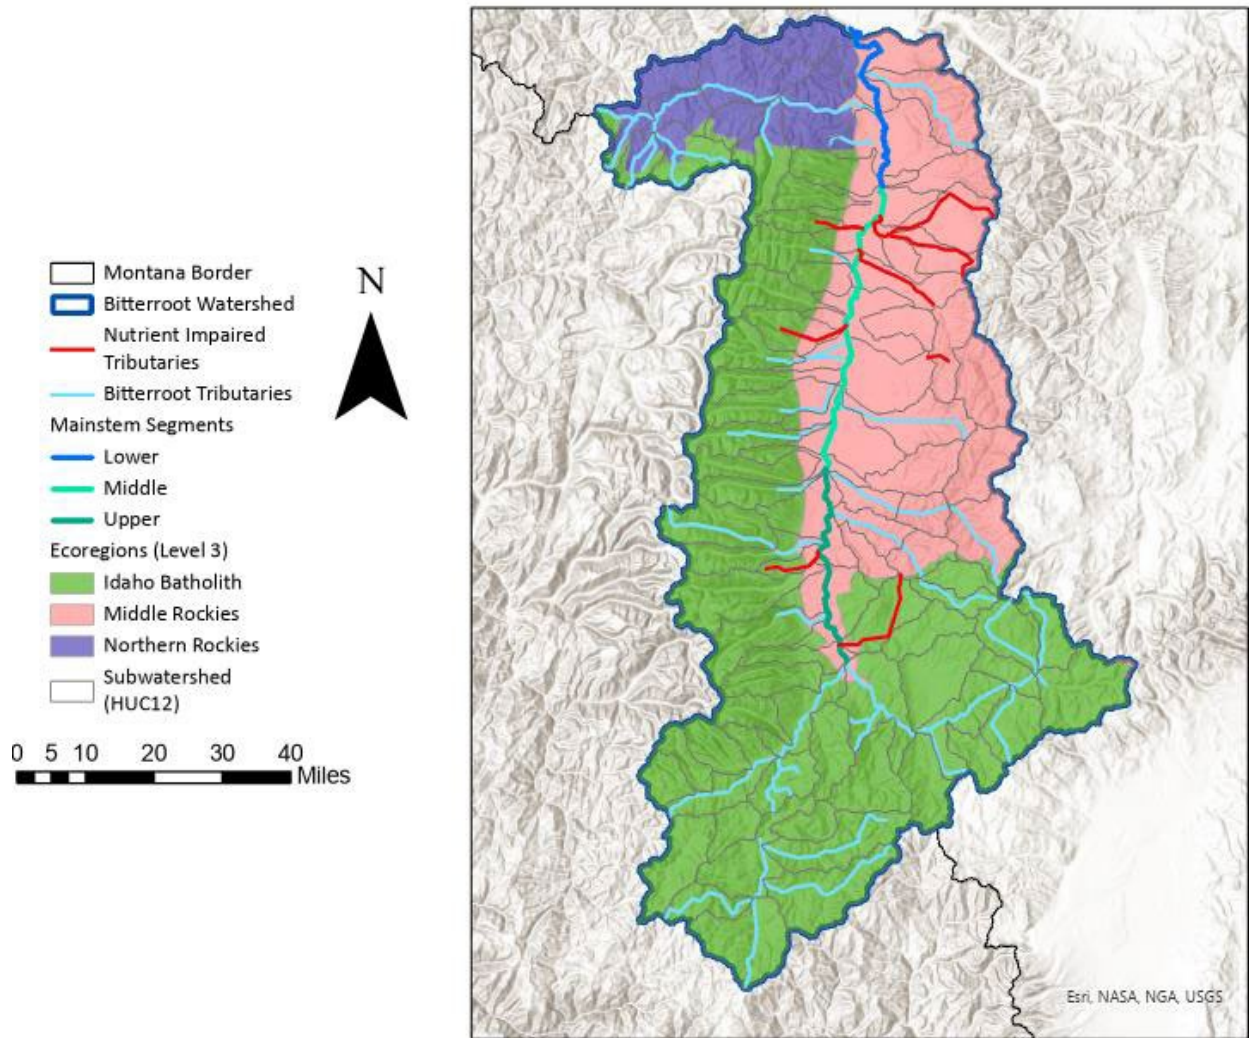 Montana Border
Bitterroot Watershed
Nutrient Impaired
Tributaries
Bitterroot Tributaries
Mainstem Segments
Lower
Middle
Upper
Ecoregions (Level 3)
Idaho Batholith
Middle Rockies
Northern Rockies
Subwatershed
(HUC12)
N
0 5 10 20 30 40
Miles
Esri, NASA, NGA, USGS